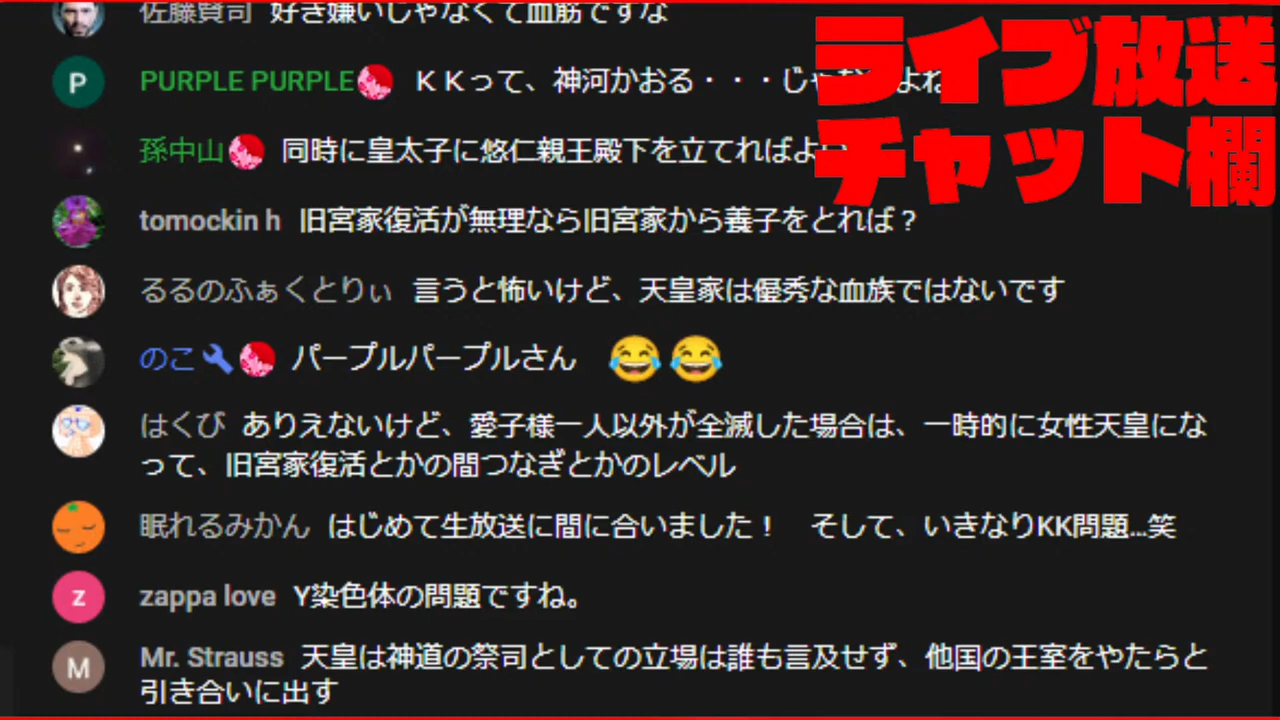 佐藤賢司 好き嫌いじゃなくて血筋ですな
P PURPLE PURPLE KKって、神河かおる・・・じゃないよね
孫中山 同時に皇太子に悠仁親王殿下を立てればよい
tomockin h 旧宮家復活が無理なら旧宮家から養子をとれば?
るるのふぁくとりぃ 言うと怖いけど、天皇家は優秀な血族ではないです
のこ パープルパープルさん 😂😂
はくび ありえないけど、愛子様一人以外が全滅した場合は、一時的に女性天皇にな
って、旧宮家復活とかの間つなぎとかのレベル
眠れるみかん はじめて生放送に間に合いました! そして、いきなりKK問題...笑
z zappa love Y染色体の問題ですね。
M Mr. Strauss 天皇は神道の祭司としての立場は誰も言及せず、他国の王室をやたらと
引き合いに出す
ライブ放送
チャット欄